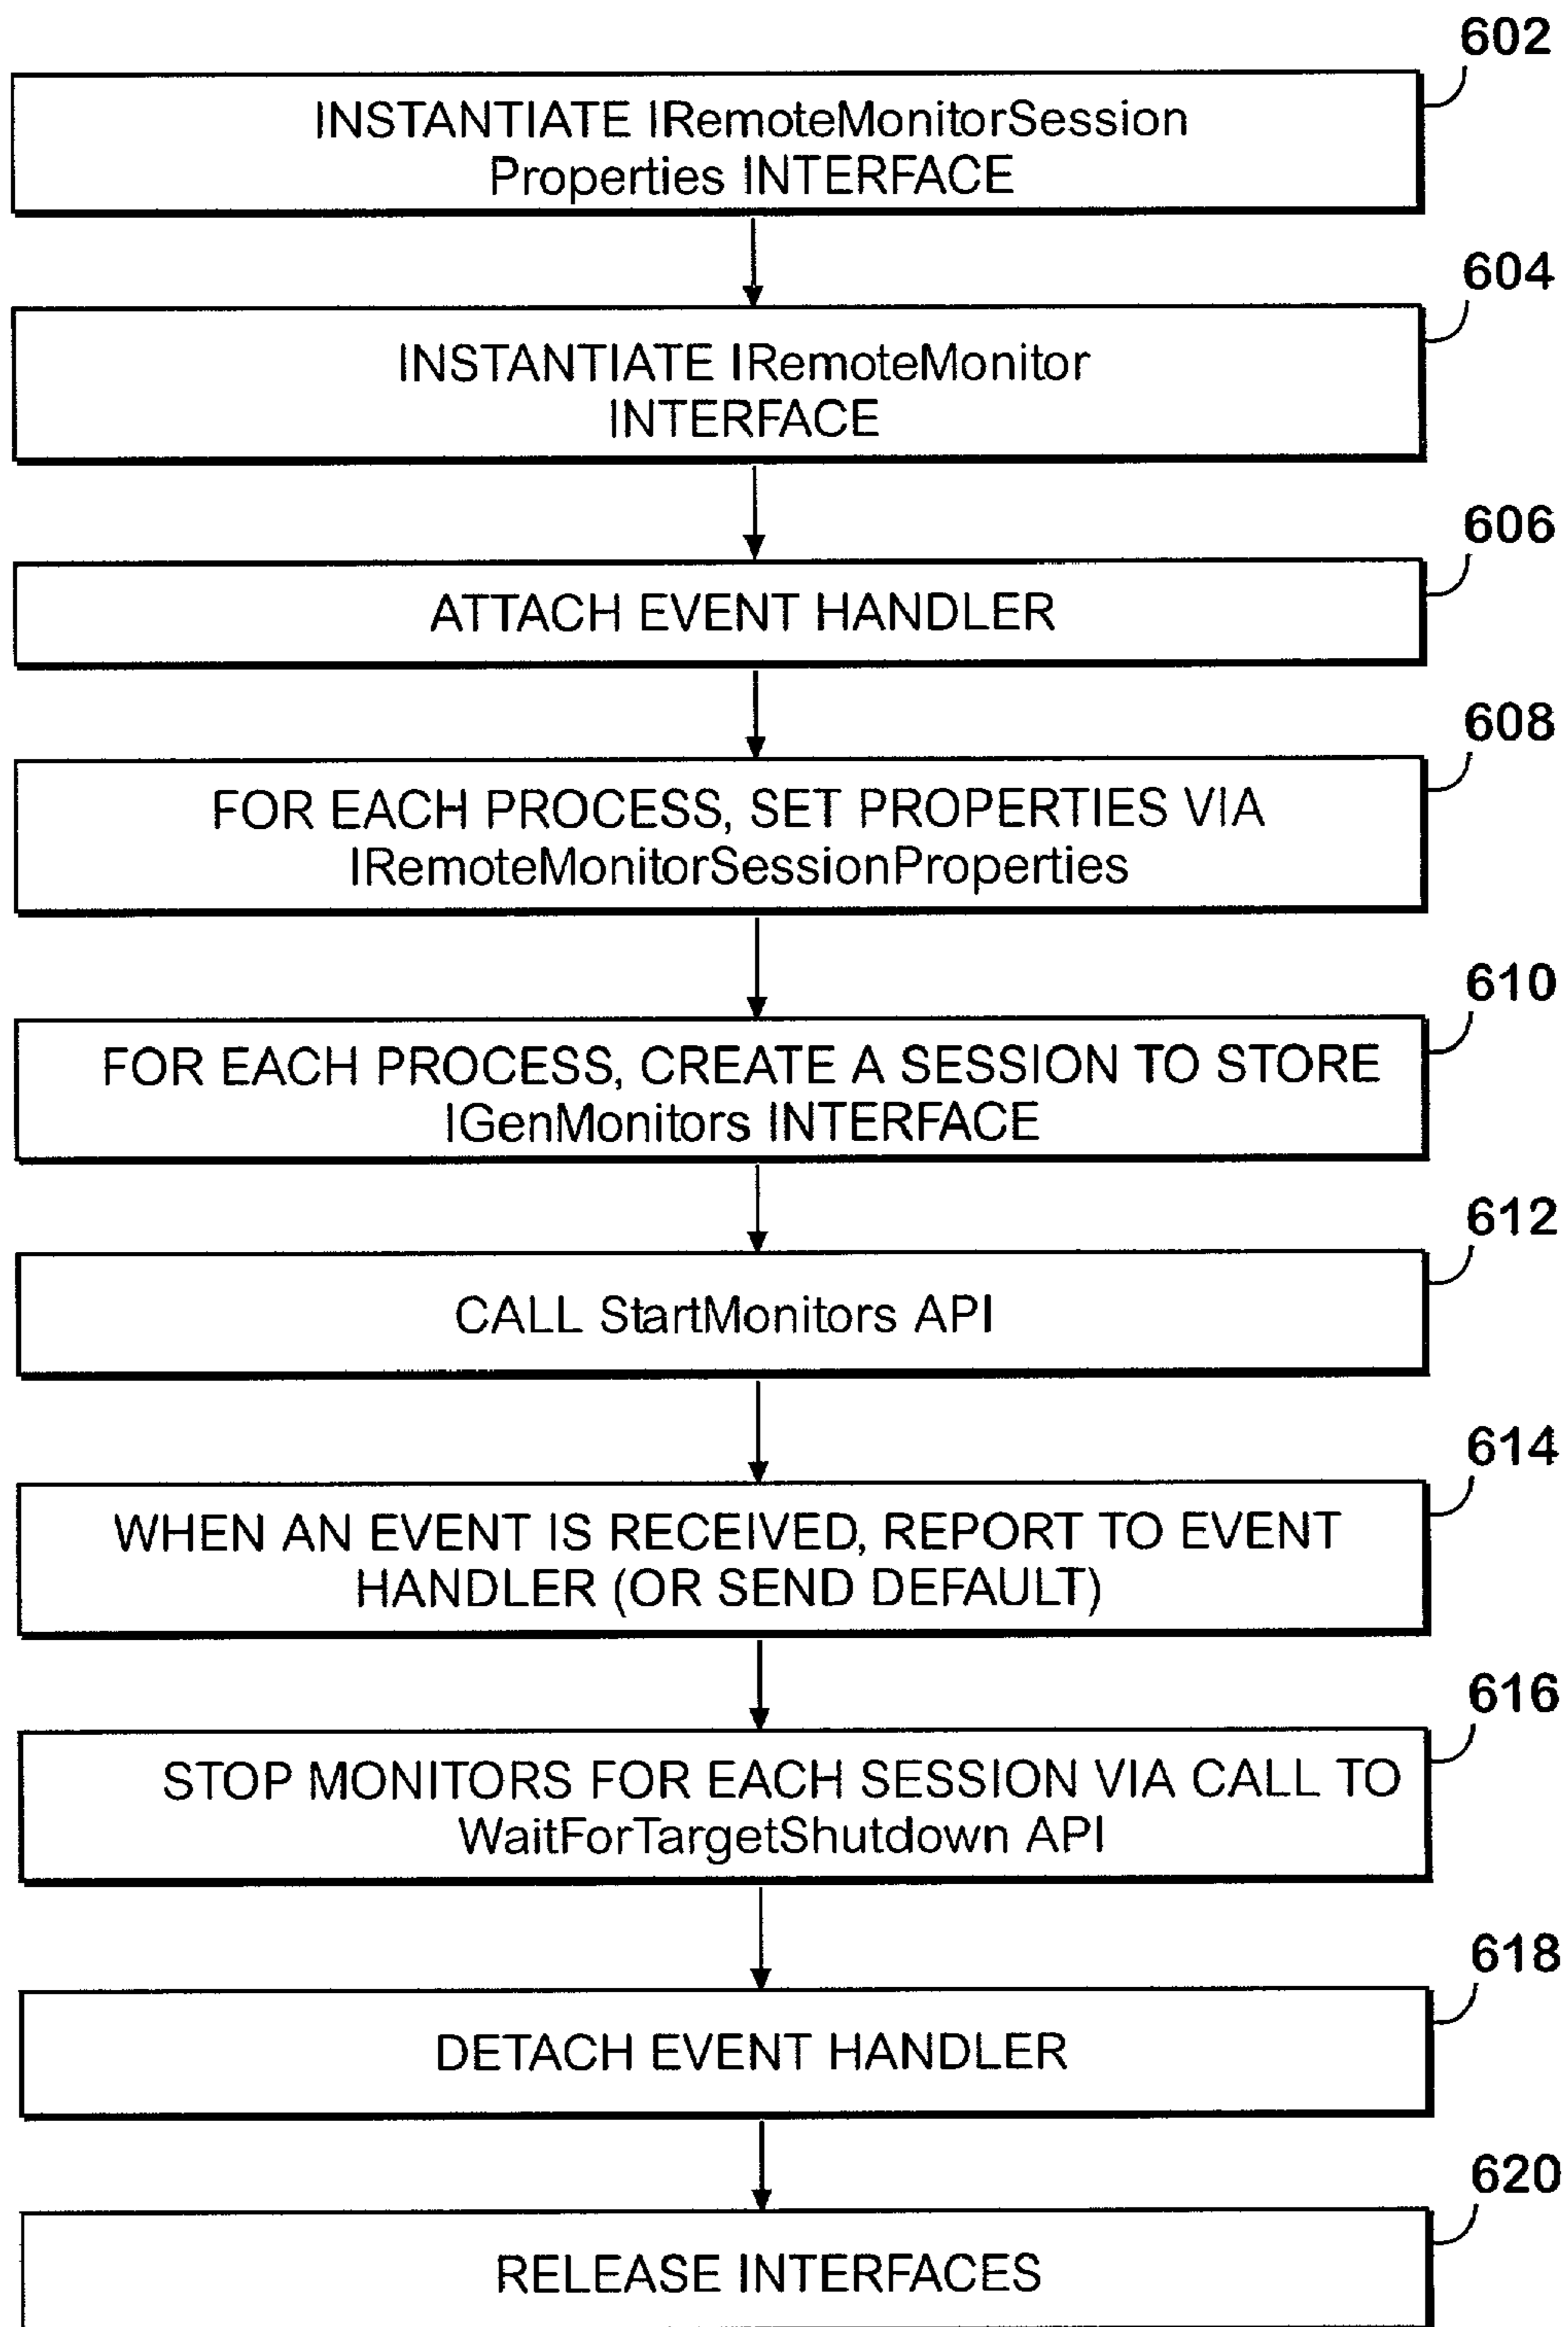 602
INSTANTIATE IRemoteMonitorSession
Properties INTERFACE
604
INSTANTIATE IRemoteMonitor
INTERFACE
606
ATTACH EVENT HANDLER
608
FOR EACH PROCESS, SET PROPERTIES VIA
IRemoteMonitorSessionProperties
610
FOR EACH PROCESS, CREATE A SESSION TO STORE
IGenMonitors INTERFACE
612
CALL StartMonitors API
614
WHEN AN EVENT IS RECEIVED, REPORT TO EVENT
HANDLER (OR SEND DEFAULT)
616
STOP MONITORS FOR EACH SESSION VIA CALL TO
WaitForTargetShutdown API
618
DETACH EVENT HANDLER
620
RELEASE INTERFACES